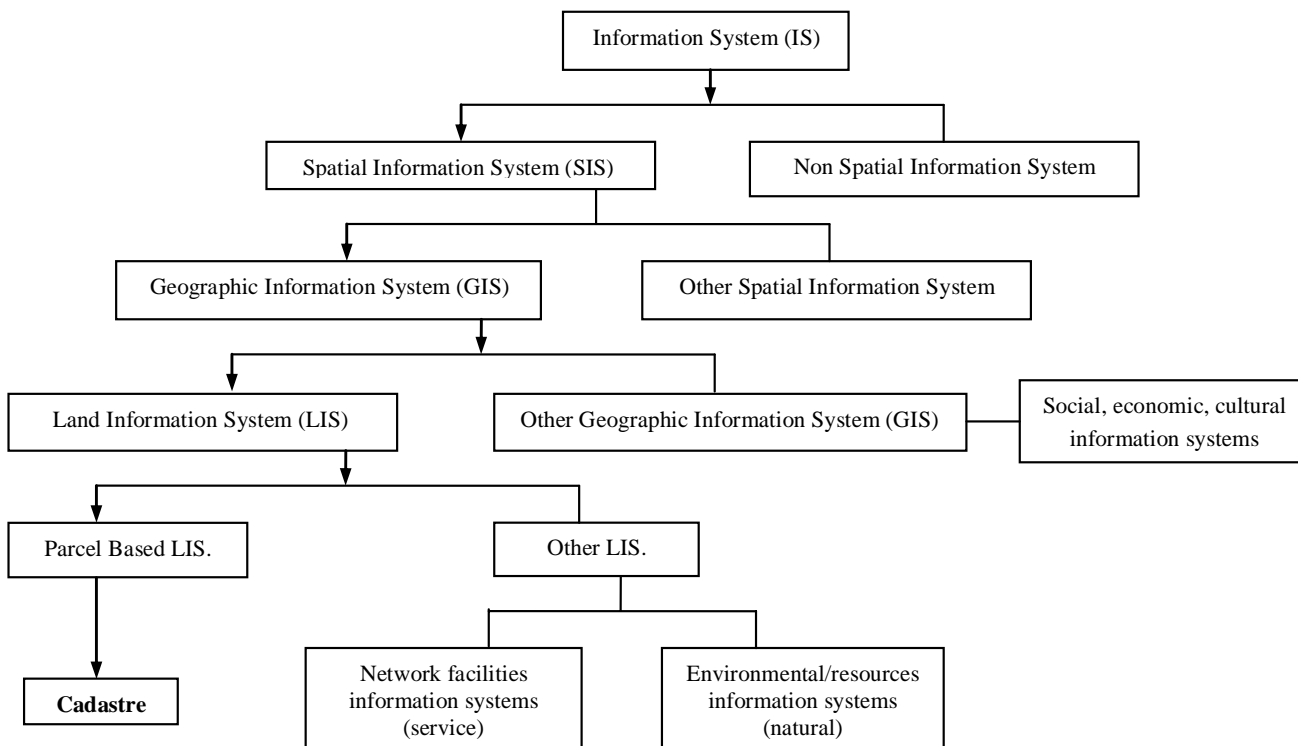 Information System (IS)
Spatial Information System (SIS)
Non Spatial Information System
Geographic Information System (GIS)
Other Spatial Information System
Land Information System (LIS)
Other Geographic Information System (GIS)
Social, economic, cultural
information systems
Parcel Based LIS.
Other LIS.
Cadastre
Network facilities
information systems
(service)
Environmental/resources
information systems
(natural)